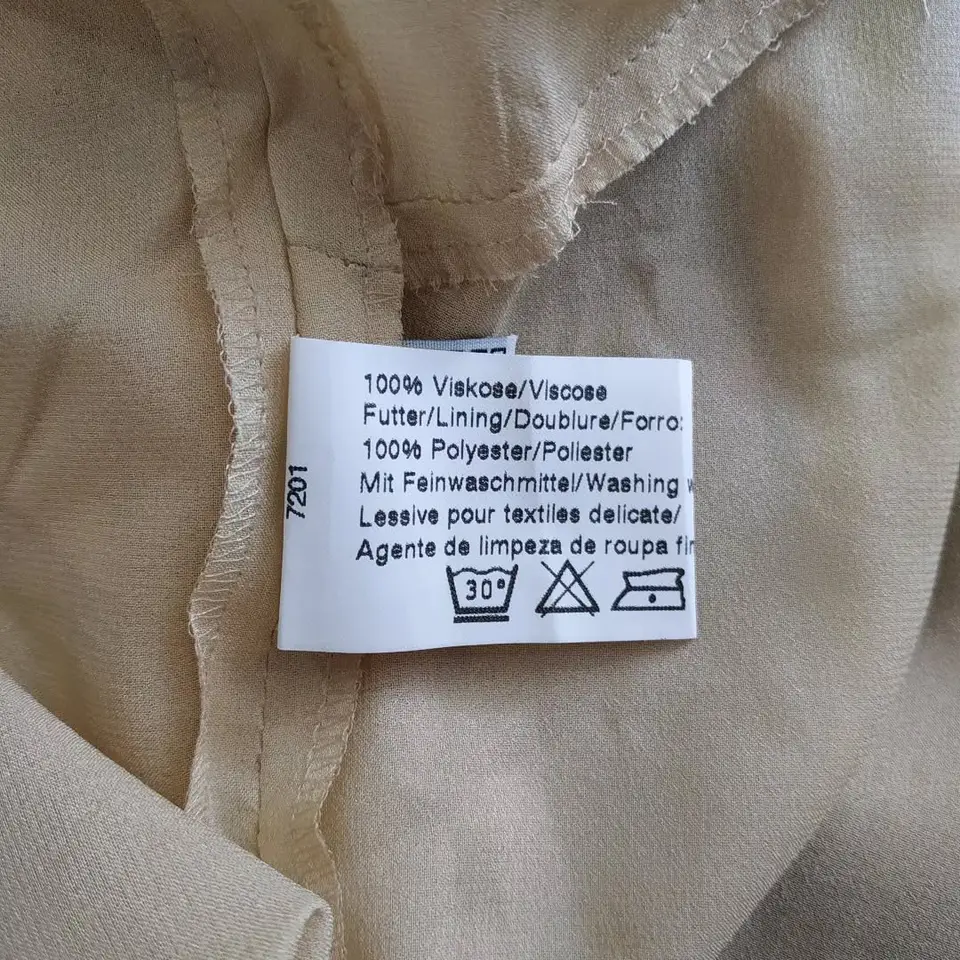 100% Viskose/Viscose
Futter/Lining/Doublure/Forro:
100% Polyester/Poliester
Mit Feinwaschmittel/Washing
Lessive pour textiles delicate/
Agente de limpeza de roupa
30°
7201